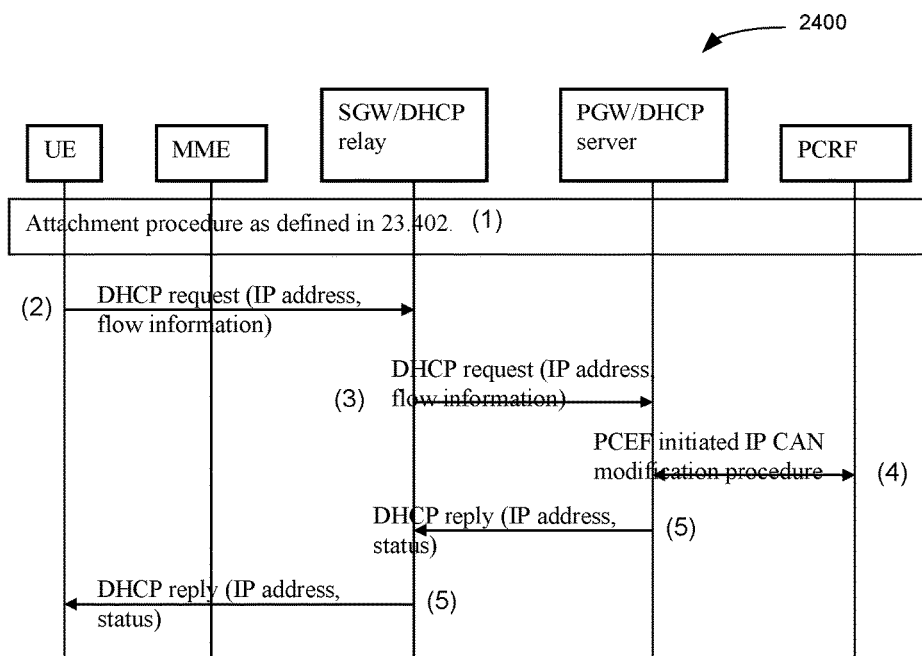 2400
UE
MME
SGW/DHCP
relay
PGW/DHCP
server
PCRF
Attachment procedure as defined in 23.402. (1)
(2)
DHCP request (IP address,
flow information)
(3)
DHCP request (IP address,
flow information)
PCEF initiated IP CAN
modification procedure
(4)
DHCP reply (IP address,
status)
(5)
DHCP reply (IP address,
status)
(5)